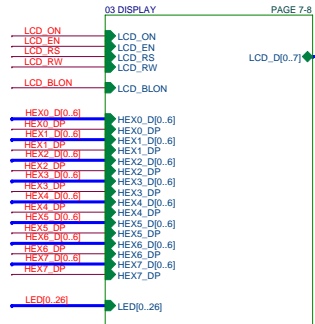 03 DISPLAY PAGE 7-8
LCD_ON LCD_ON
LCD_EN LCD_EN
LCD_RS LCD_RS LCD_D[0..7]
LCD_RW LCD_RW
LCD_BLON LCD_BLON
HEX0_D[0..6] HEX0_D[0..6]
HEX0_DP HEX0_DP
HEX1_D[0..6] HEX1_D[0..6]
HEX1_DP HEX1_DP
HEX2_D[0..6] HEX2_D[0..6]
HEX2_DP HEX2_DP
HEX3_D[0..6] HEX3_D[0..6]
HEX3_DP HEX3_DP
HEX4_D[0..6] HEX4_D[0..6]
HEX4_DP HEX4_DP
HEX5_D[0..6] HEX5_D[0..6]
HEX5_DP HEX5_DP
HEX6_D[0..6] HEX6_D[0..6]
HEX6_DP HEX6_DP
HEX7_D[0..6] HEX7_D[0..6]
HEX7_DP HEX7_DP
LED[0..26] LED[0..26]